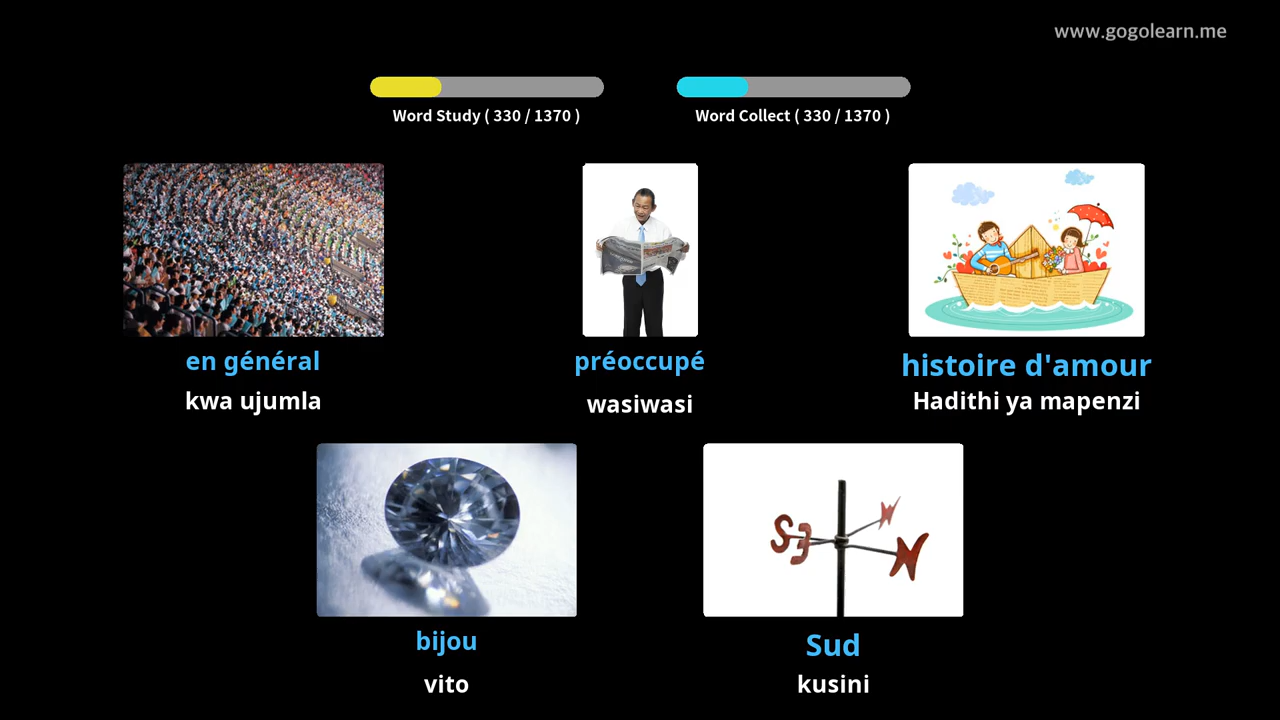 www.gogolearn.me
Word Study ( 330 / 1370 )
Word Collect ( 330 / 1370 )
en général
kwa ujumla
préoccupé
wasiwasi
histoire d'amour
Hadithi ya mapenzi
bijou
vito
Sud
kusini
S
E
N
W